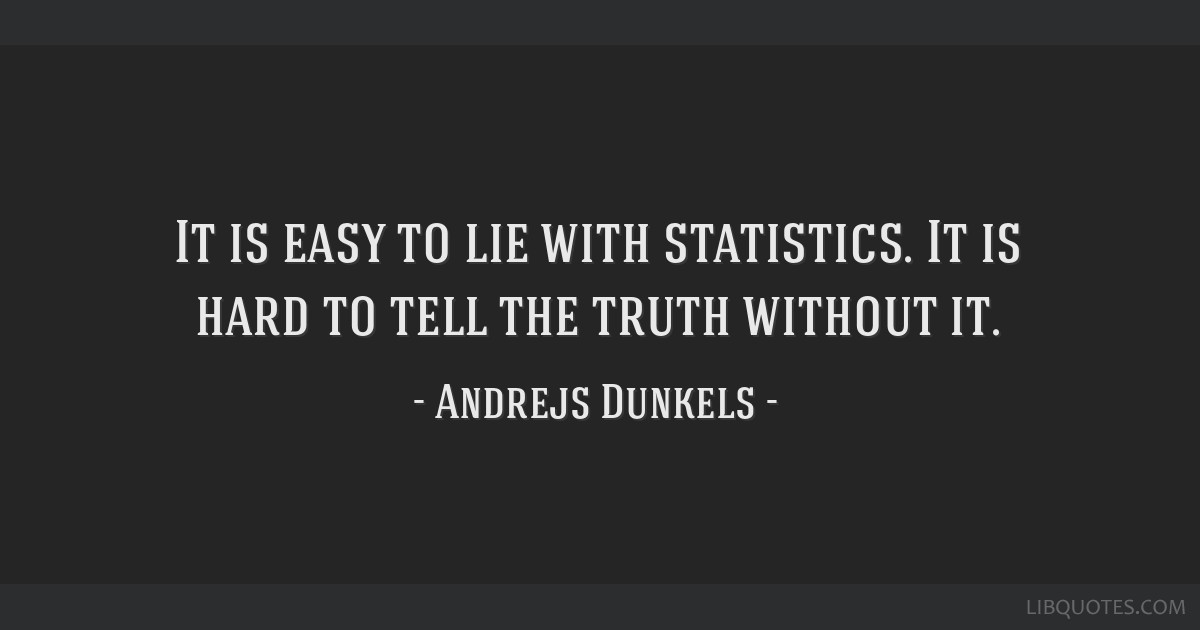 It is easy to lie with statistics. It is
hard to tell the truth without it.
- Andrejs Dunkels -
LIBQUOTES.COM